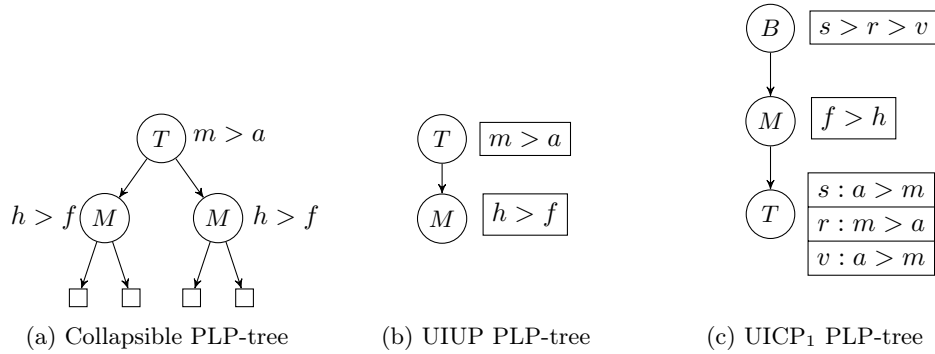 T m > a
h > f M M h > f
(a) Collapsible PLP-tree
T m > a
M h > f
(b) UIUP PLP-tree
B s > r > v
M f > h
T
s : a > m
r : m > a
v : a > m
(c) UICP₁ PLP-tree